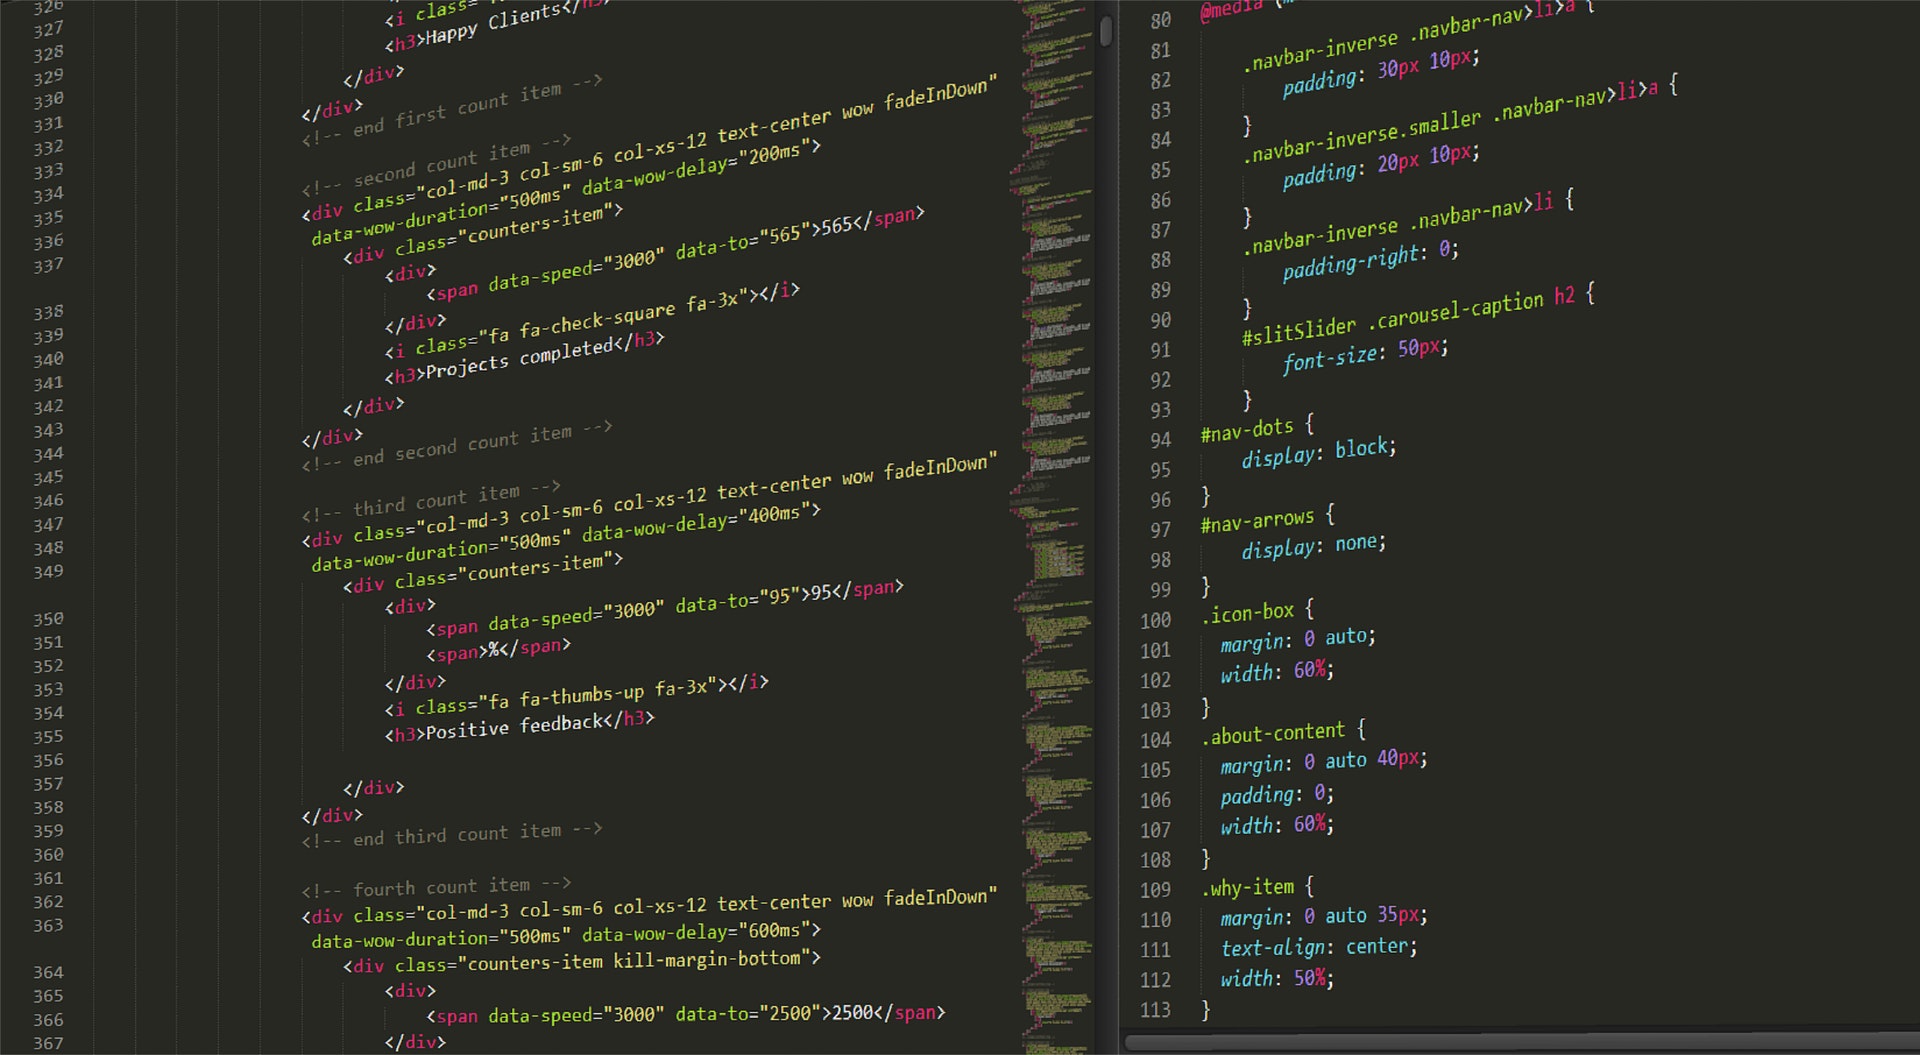 326
327
328
329
330
331
332
333
334
335
336
337
338
339
340
341
342
343
344
345
346
347
348
349
350
351
352
353
354
355
356
357
358
359
360
361
362
363
364
365
366
367
<i class=
<h3>Happy Clients</h3>
</div>
</div>
<!-- end first count item -->
<!-- second count item -->
<div class="col-md-3 col-sm-6 col-xs-12 text-center wow fadeInDown"
data-wow-duration="500ms" data-wow-delay="200ms">
<div class="counters-item">
<div>
<span data-speed="3000" data-to="565">565</span>
</div>
<i class="fa fa-check-square fa-3x"></i>
<h3>Projects completed</h3>
</div>
</div>
<!-- end second count item -->
<!-- third count item -->
<div class="col-md-3 col-sm-6 col-xs-12 text-center wow fadeInDown"
data-wow-duration="500ms" data-wow-delay="400ms">
<div class="counters-item">
<div>
<span data-speed="3000" data-to="95">95</span>
<span>%</span>
</div>
<i class="fa fa-thumbs-up fa-3x"></i>
<h3>Positive feedback</h3>
</div>
</div>
<!-- end third count item -->
<!-- fourth count item -->
<div class="col-md-3 col-sm-6 col-xs-12 text-center wow fadeInDown"
data-wow-duration="500ms" data-wow-delay="600ms">
<div class="counters-item kill-margin-bottom">
<div>
<span data-speed="3000" data-to="2500">2500</span>
</div>
80 @media
81 .navbar-inverse .navbar-nav>li>a {
82 padding: 30px 10px;
83 }
84 .navbar-inverse.smaller .navbar-nav>li>a {
85 padding: 20px 10px;
86 }
87 .navbar-inverse .navbar-nav>li {
88 padding-right: 0;
89 }
90 #slitSlider .carousel-caption h2 {
91 font-size: 50px;
92 }
93 #nav-dots {
94 display: block;
95 }
96 #nav-arrows {
97 display: none;
98 }
99 .icon-box {
100 margin: 0 auto;
101 width: 60%;
102 }
103 .about-content {
104 margin: 0 auto 40px;
105 padding: 0;
106 width: 60%;
107 }
108 .why-item {
109 margin: 0 auto 35px;
110 text-align: center;
111 width: 50%;
112 }
113